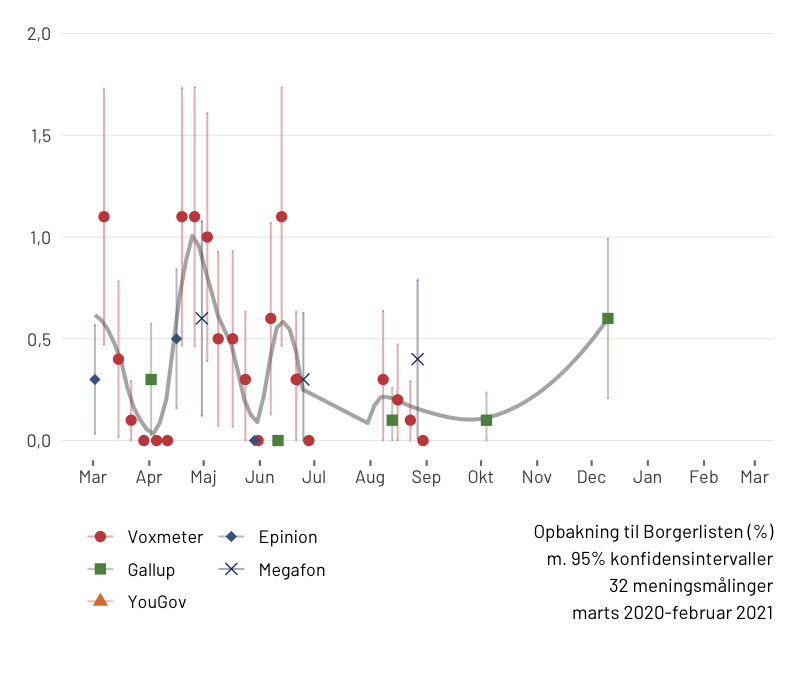 2,0
1,5
1,0
0,5
0,0
Mar Apr Maj Jun Jul Aug Sep Okt Nov Dec Jan Feb Mar
Voxmeter Epinion
Gallup Megafon
YouGov
Opbakning til Borgerlisten (%)
m. 95% konfidensintervaller
32 meningsmålinger
marts 2020-februar 2021